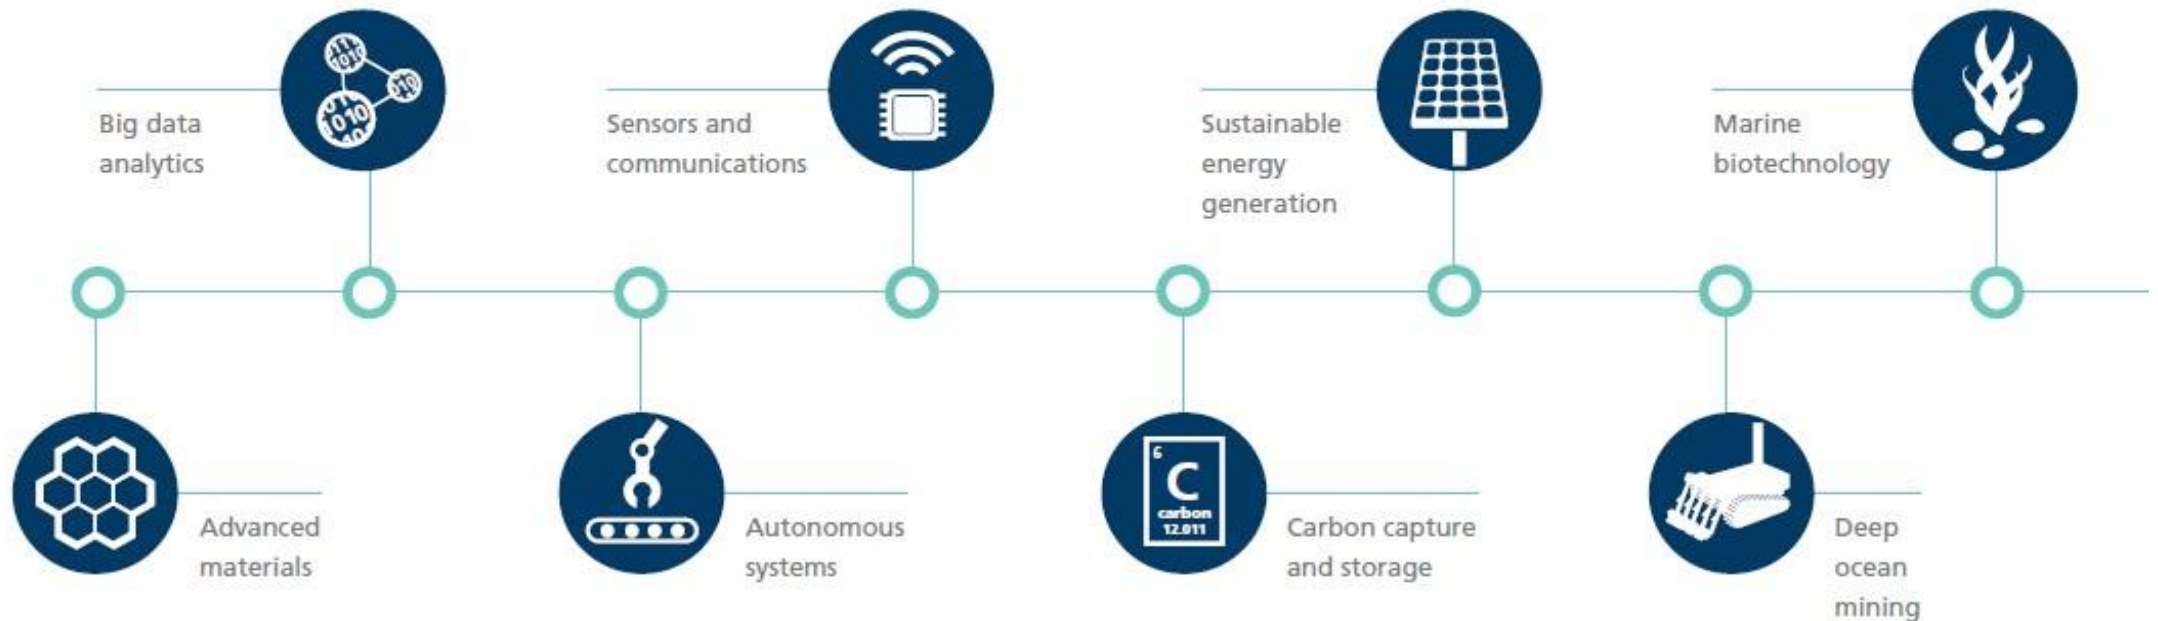 Big data
analytics
Sensors and
communications
Sustainable
energy
generation
Marine
biotechnology
Advanced
materials
Autonomous
systems
6
C
carbon
12.011
Carbon capture
and storage
Deep
ocean
mining